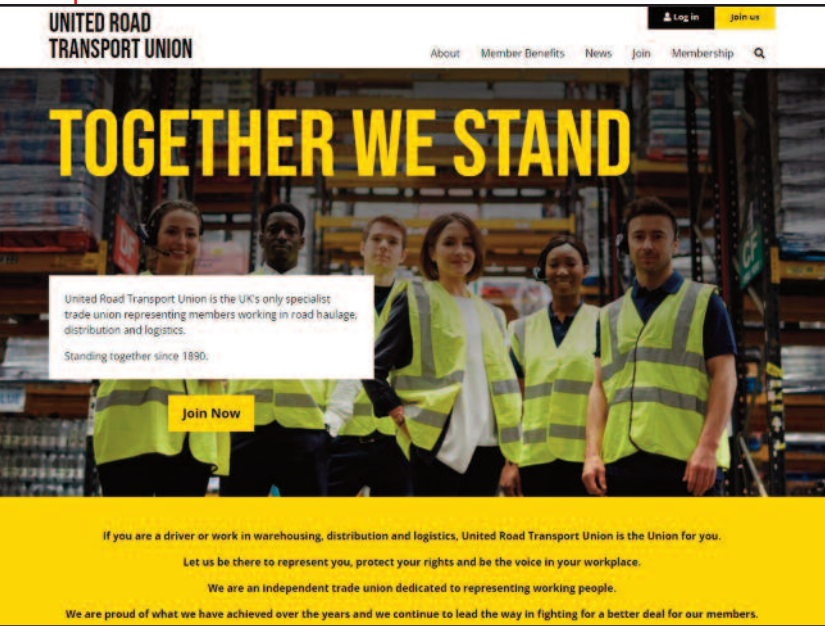 UNITED ROAD
TRANSPORT UNION
Log in
Join us
About
Member Benefits
News
Join
Membership
TOGETHER WE STAND
DF
CF
United Road Transport Union is the UK's only specialist
trade union representing members working in road haulage,
distribution and logistics.
Standing together since 1890.
Join Now
If you are a driver or work in warehousing, distribution and logistics, United Road Transport Union is the Union for you.
Let us be there to represent you, protect your rights and be the voice in your workplace.
We are an independent trade union dedicated to representing working people.
We are proud of what we have achieved over the years and we continue to lead the way in fighting for a better deal for our members.